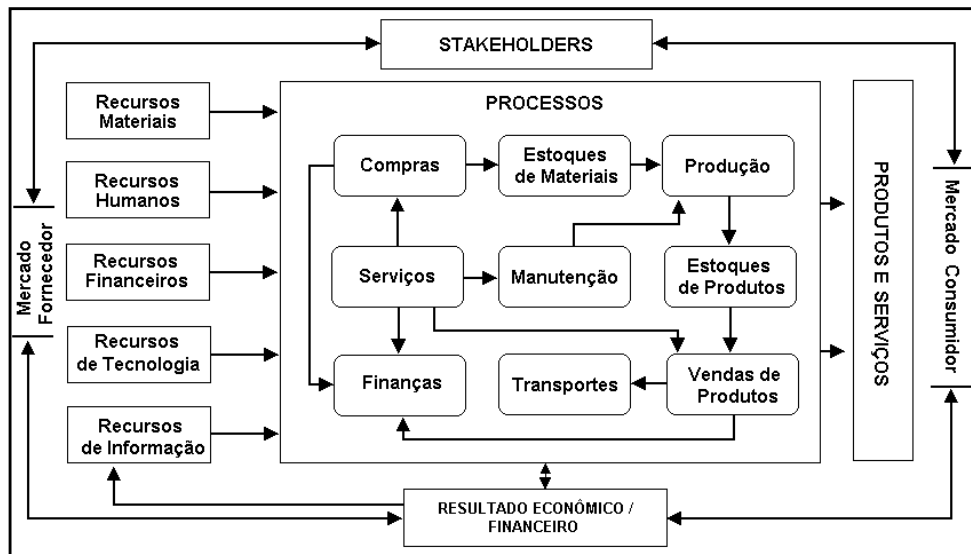 STAKEHOLDERS
Recursos
Materiais
Recursos
Humanos
Recursos
Financeiros
Recursos
de Tecnologia
Recursos
de Informação
Mercado
Fornecedor
PROCESSOS
Compras
Estoques
de Materiais
Produção
Serviços
Manutenção
Estoques
de Produtos
Finanças
Transportes
Vendas de
Produtos
PRODUTOS E SERVIÇOS
Mercado Consumidor
RESULTADO ECONÔMICO /
FINANCEIRO